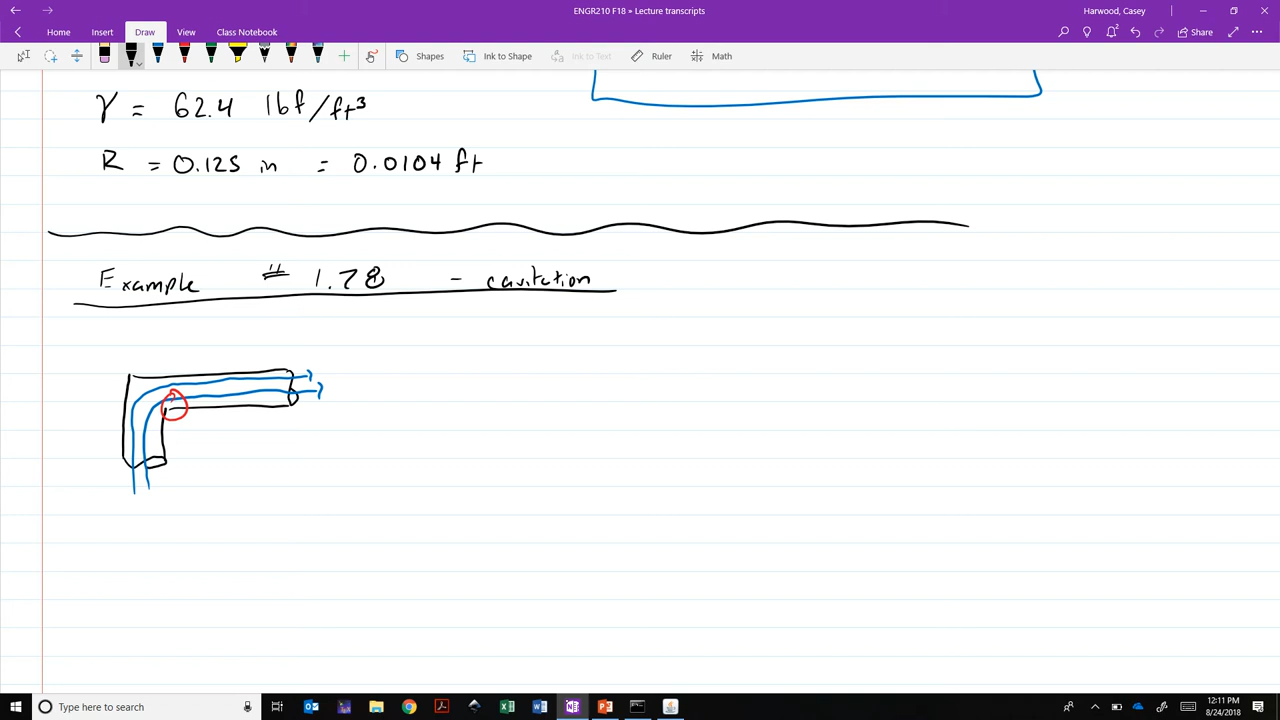 ENGR210 F18 » Lecture transcripts
Harwood, Casey
Home
Insert
Draw
View
Class Notebook
Share
Shapes
Ink to Shape
Ink to Text
Ruler
Math
γ = 62.4 lbf/ft³
R = 0.125 in = 0.0104 ft
Example # 1.78 - cavitation
Type here to search
12:11 PM
8/24/2018